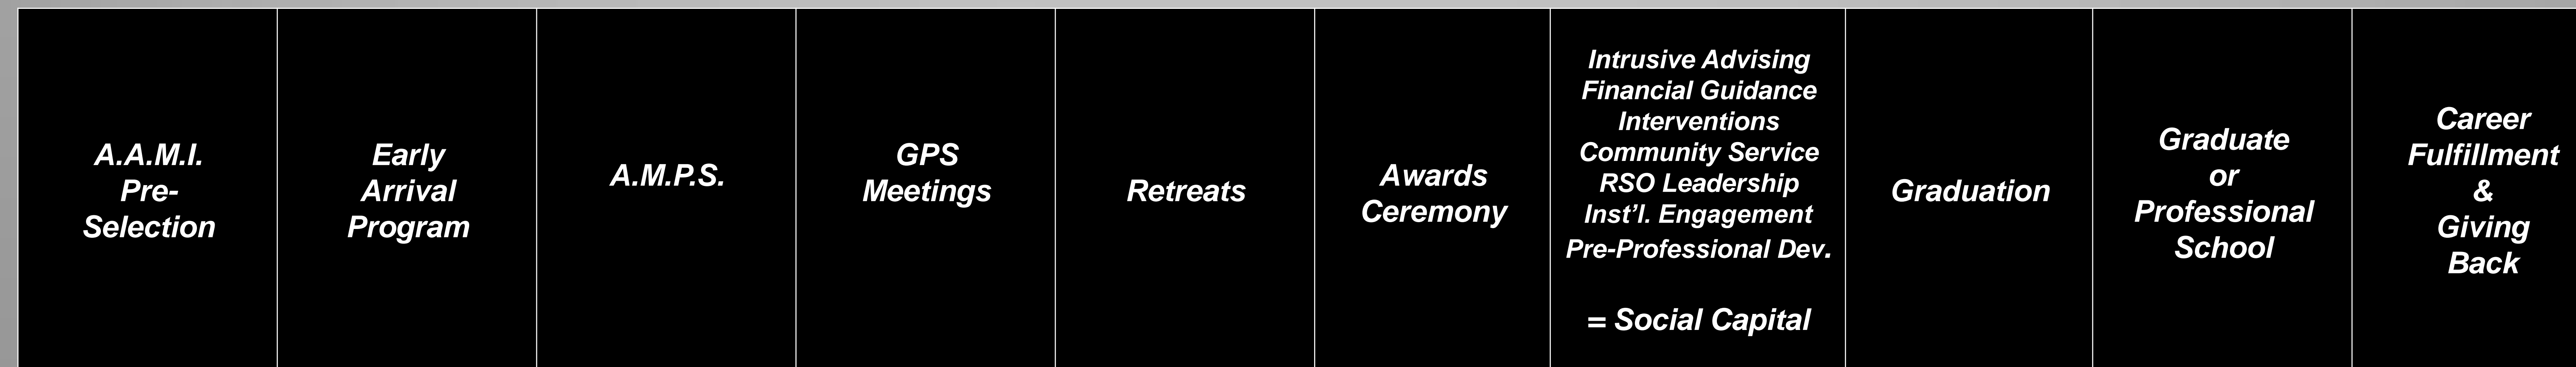 A.A.M.I.
Pre-
Selection
Early
Arrival
Program
A.M.P.S.
GPS
Meetings
Retreats
Awards
Ceremony
Intrusive Advising
Financial Guidance
Interventions
Community Service
RSO Leadership
Inst’l. Engagement
Pre-Professional Dev.
= Social Capital
Graduation
Graduate
or
Professional
School
Career
Fulfillment
&
Giving
Back